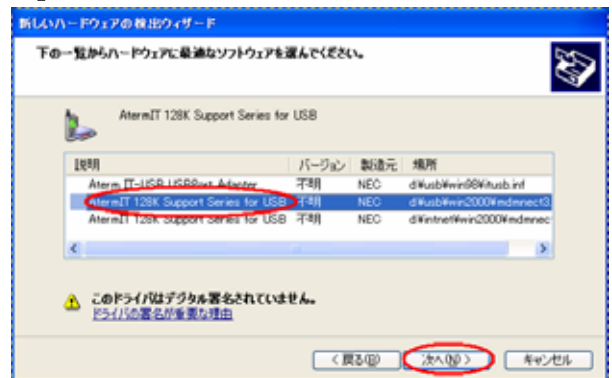 新しいハードウェアの検出ウィザード
下の一覧からハードウェアに最適なソフトウェアを選んでください。
AtermIT 128K Support Series for USB
説明 バージョン 製造元 場所
Aterm IT-USB USBPort Adapter 不明 NEC d¥usb¥win98¥itusb.inf
AtermIT 128K Support Series for USB 不明 NEC d¥usb¥win2000¥mdmnect3.
AtermIT 128K Support Series for USB 不明 NEC d¥intnet¥win2000¥mdmnec
このドライバはデジタル署名されていません。
ドライバの署名が重要な理由
< 戻る(B) 次へ(N) > キャンセル